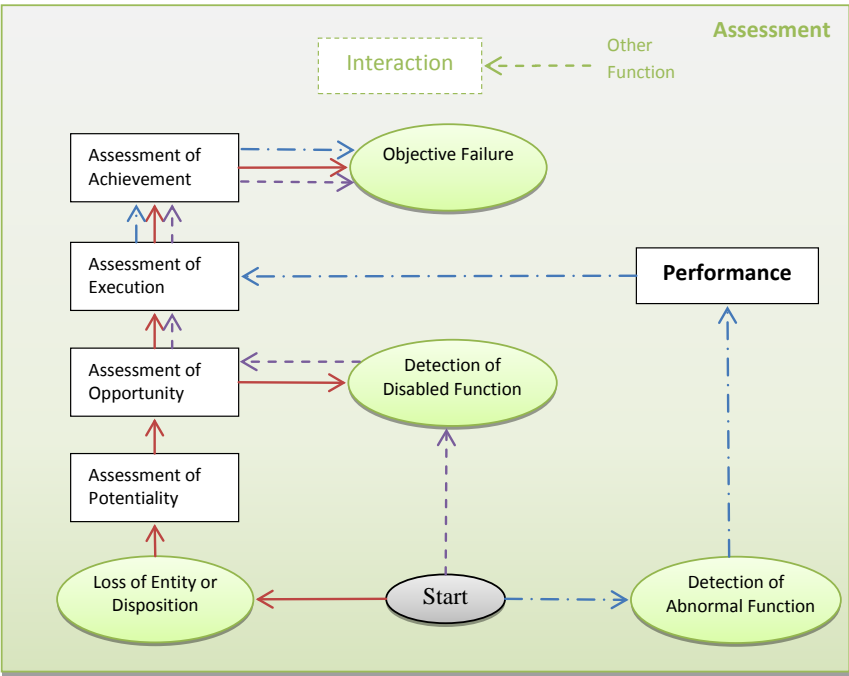 Assessment
Interaction
Other
Function
Assessment of
Achievement
Objective Failure
Assessment of
Execution
Performance
Assessment of
Opportunity
Detection of
Disabled Function
Assessment of
Potentiality
Loss of Entity or
Disposition
Start
Detection of
Abnormal Function